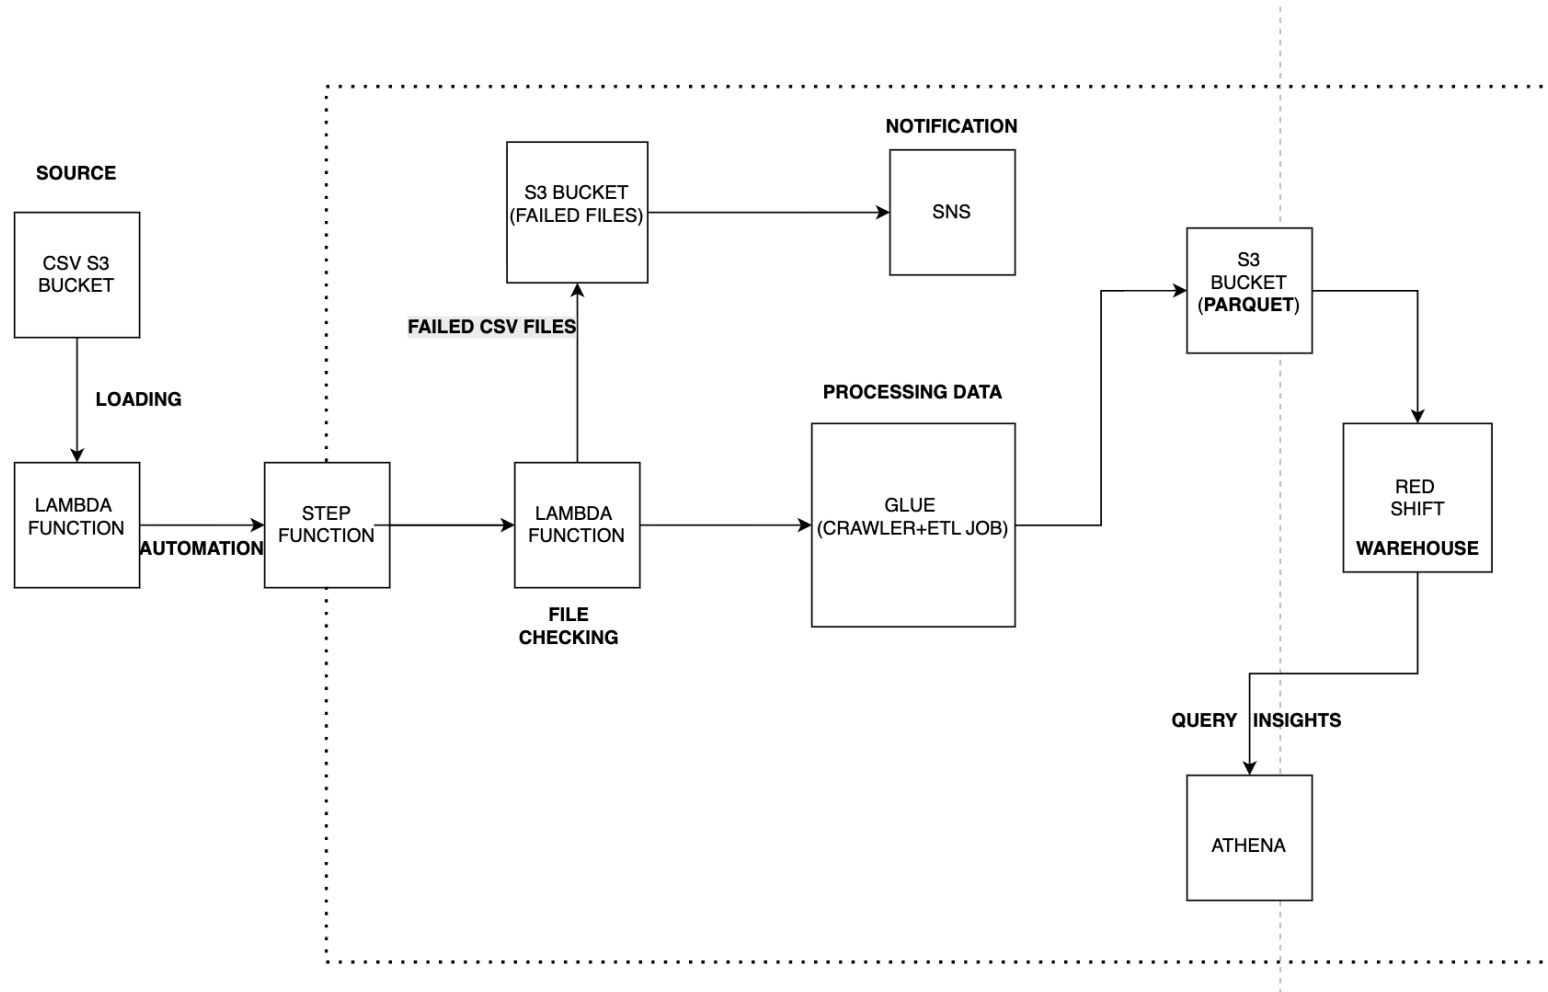 NOTIFICATION
SOURCE
S3 BUCKET
(FAILED FILES)
SNS
CSV S3
BUCKET
S3
BUCKET
(PARQUET)
FAILED CSV FILES
LOADING
PROCESSING DATA
LAMBDA
FUNCTION
AUTOMATION
STEP
FUNCTION
LAMBDA
FUNCTION
FILE
CHECKING
GLUE
(CRAWLER+ETL JOB)
RED
SHIFT
WAREHOUSE
QUERY INSIGHTS
ATHENA